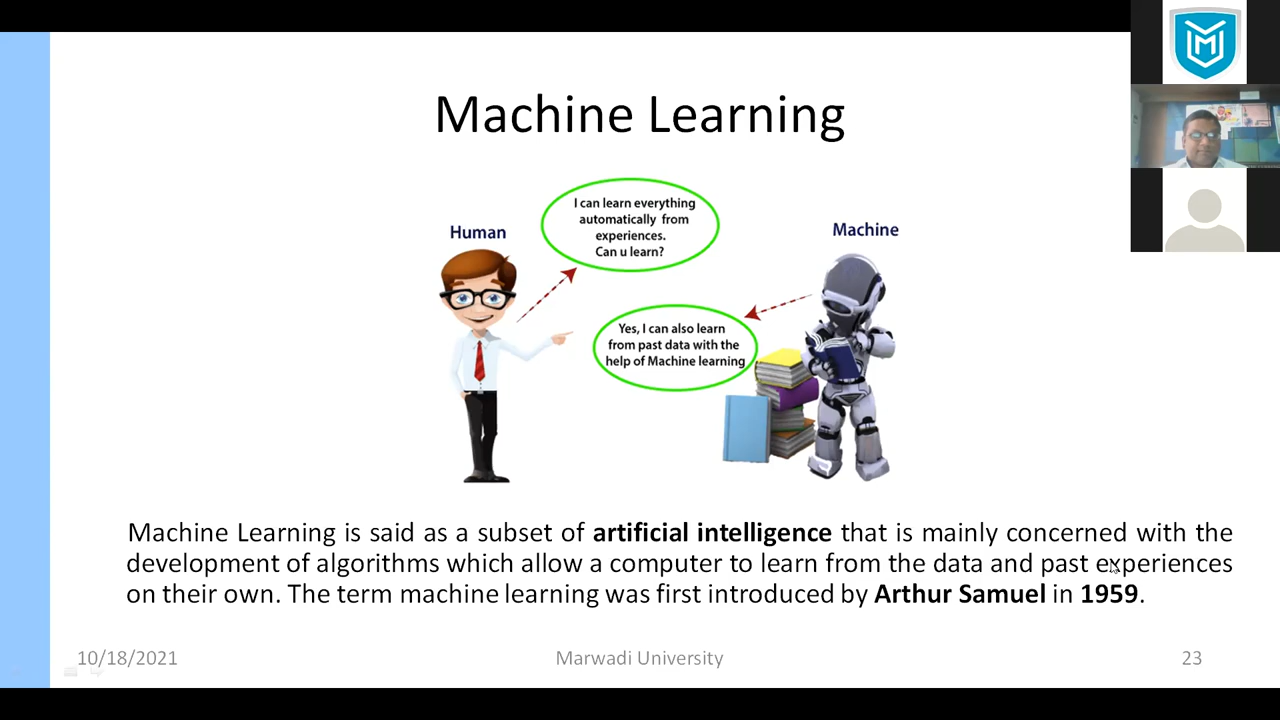 Machine Learning
Human
I can learn everything
automatically from
experiences.
Can u learn?
Machine
Yes, I can also learn
from past data with the
help of Machine learning
Machine Learning is said as a subset of artificial intelligence that is mainly concerned with the
development of algorithms which allow a computer to learn from the data and past experiences
on their own. The term machine learning was first introduced by Arthur Samuel in 1959.
10/18/2021
Marwadi University
23